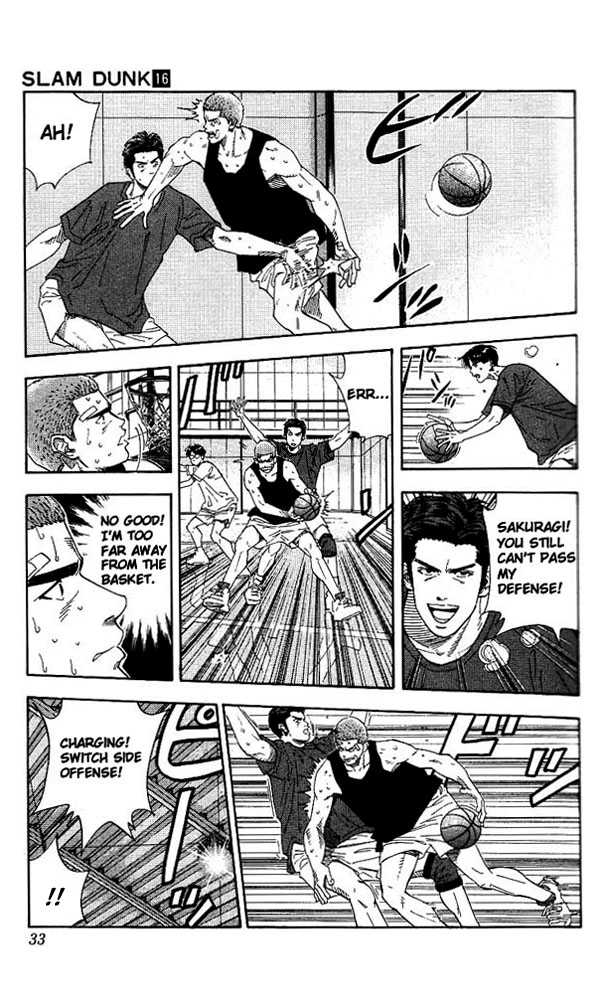 SLAM DUNK 16
AH!
ERR...
SAKURAGI!
YOU STILL
CAN'T PASS
MY
DEFENSE!
NO GOOD!
I'M TOO
FAR AWAY
FROM THE
BASKET.
CHARGING!
SWITCH SIDE
OFFENSE!
!!
33